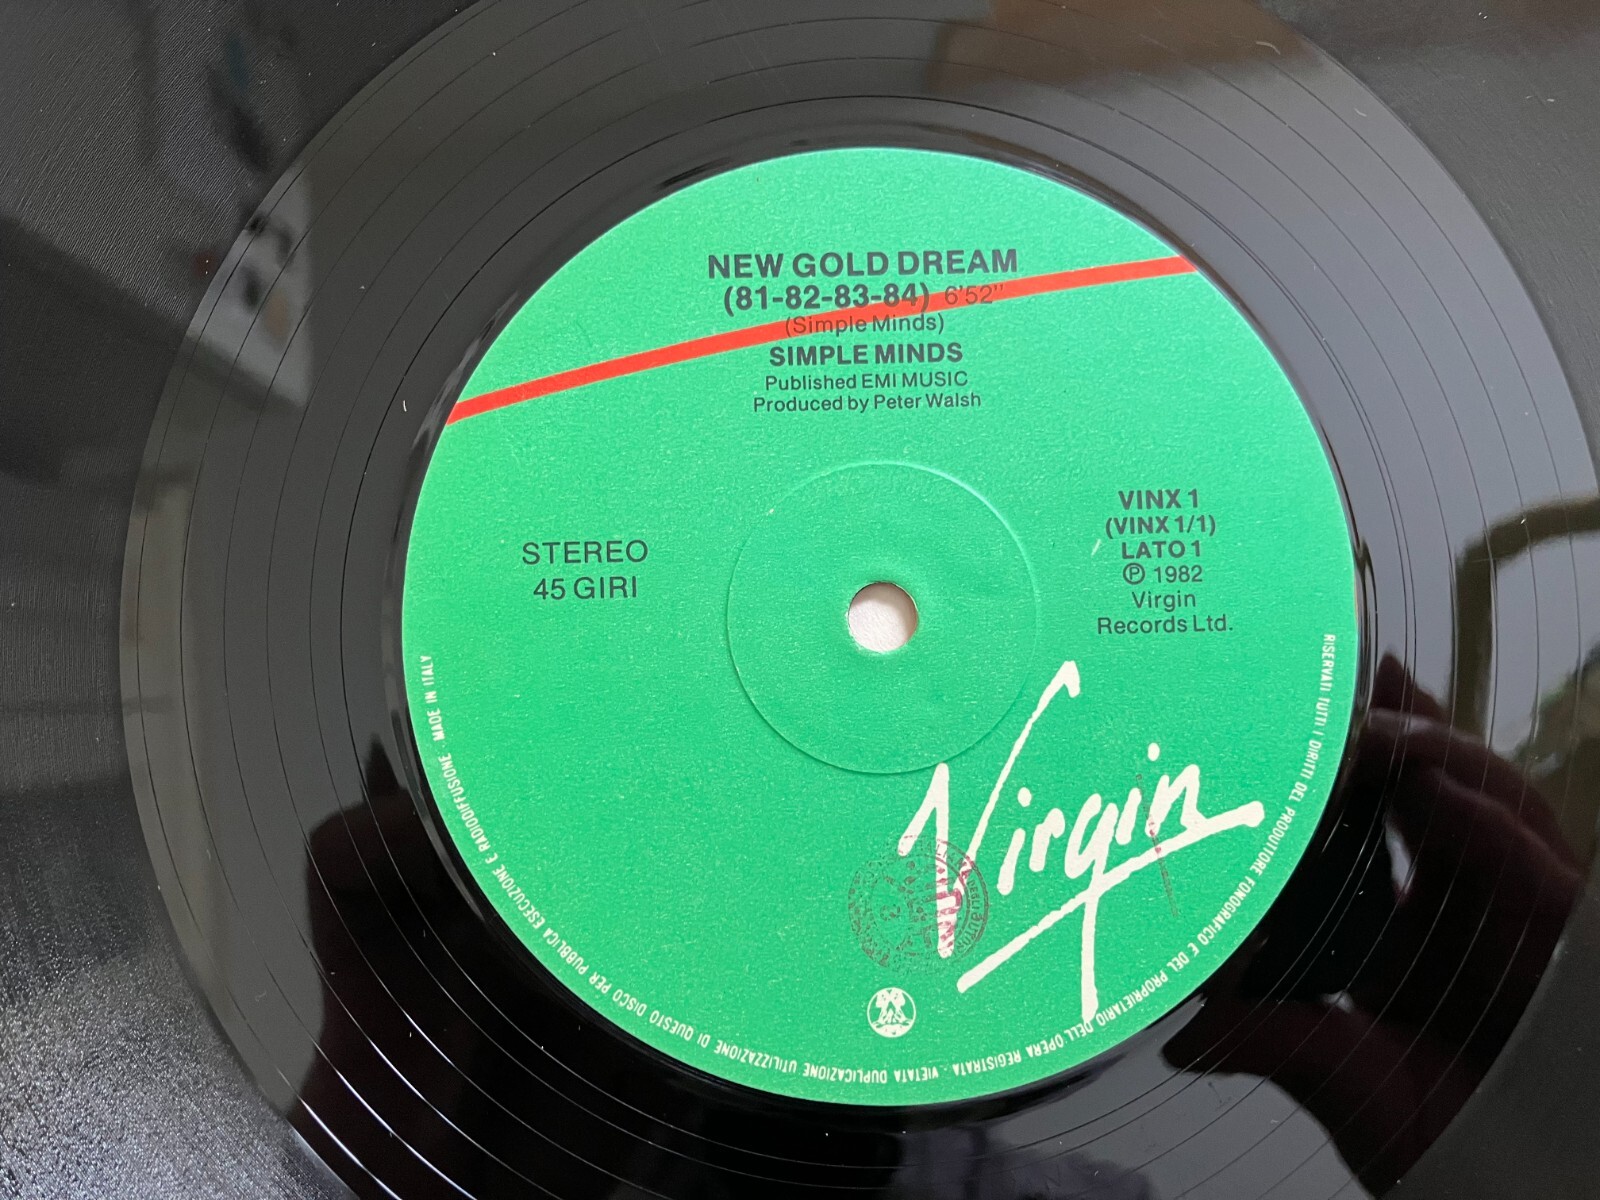 NEW GOLD DREAM
(81-82-83-84) 6'52"
(Simple Minds)
SIMPLE MINDS
Published EMI MUSIC
Produced by Peter Walsh
STEREO
45 GIRI
VINX 1
(VINX 1/1)
LATO 1
℗ 1982
Virgin
Records Ltd.
Virgin
RISERVATI TUTTI I DIRITTI DEL PRODUTTORE FONOGRAFICO E DEL PROPRIETARIO DELL'OPERA REGISTRATA - VIETATA DUPLICAZIONE UTILIZZAZIONE DI QUESTO DISCO PER PUBBLICA ESECUZIONE E RADIODIFFUSIONE - MADE IN ITALY